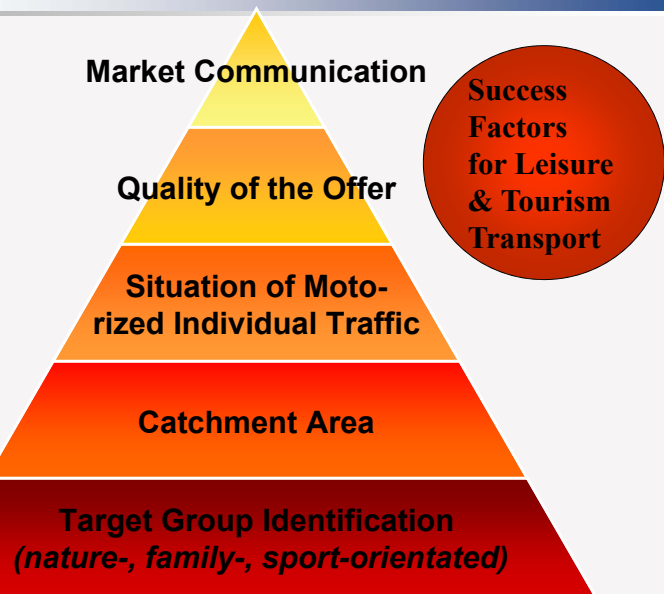 Market Communication
Success
Factors
for Leisure
& Tourism
Transport
Quality of the Offer
Situation of Moto-
rized Individual Traffic
Catchment Area
Target Group Identification
(nature-, family-, sport-orientated)